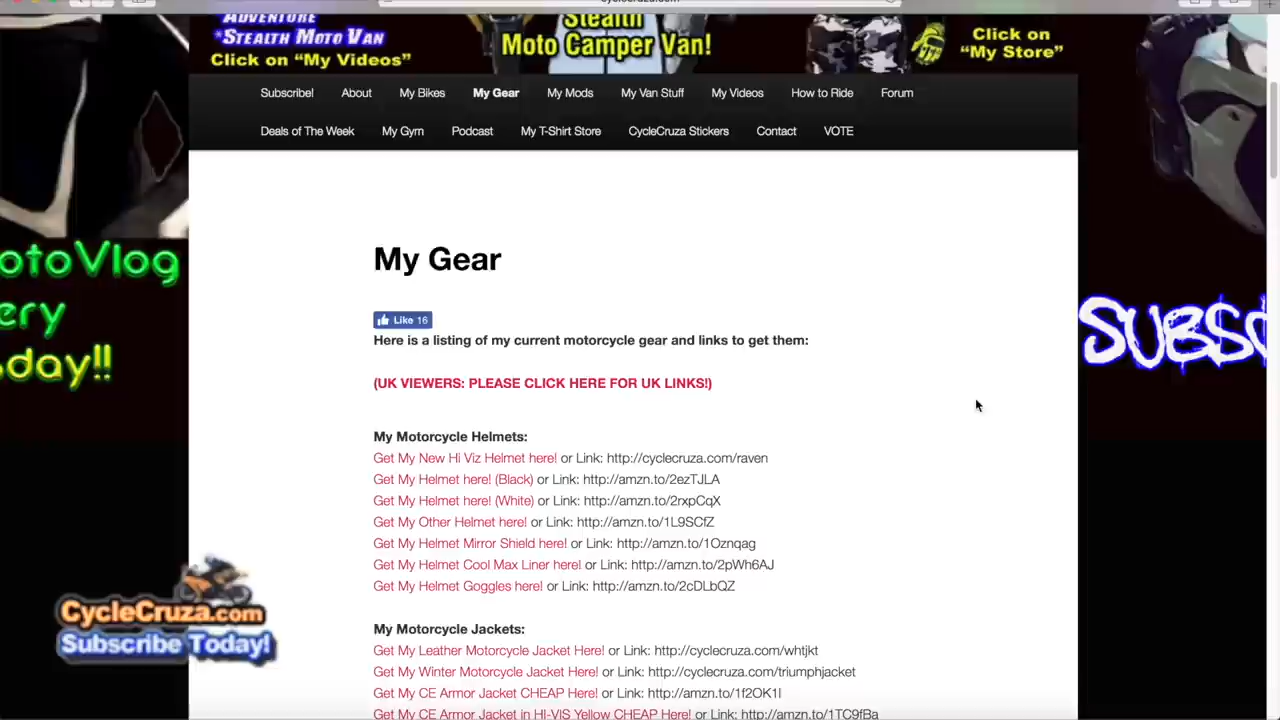 cyclecruza.com
ADVENTURE
*STEALTH MOTO VAN
Click on "My Videos"
Stealth
Moto Camper Van!
Click on
"My Store"
Subscribe! About My Bikes My Gear My Mods My Van Stuff My Videos How to Ride Forum
Deals of The Week My Gym Podcast My T-Shirt Store CycleCruza Stickers Contact VOTE
otoVlog
ery
day!!
SUBSC
My Gear
Like 16
Here is a listing of my current motorcycle gear and links to get them:
(UK VIEWERS: PLEASE CLICK HERE FOR UK LINKS!)
My Motorcycle Helmets:
Get My New Hi Viz Helmet here! or Link: http://cyclecruza.com/raven
Get My Helmet here! (Black) or Link: http://amzn.to/2ezTJLA
Get My Helmet here! (White) or Link: http://amzn.to/2rxpCqX
Get My Other Helmet here! or Link: http://amzn.to/1L9SCfZ
Get My Helmet Mirror Shield here! or Link: http://amzn.to/1Oznqag
Get My Helmet Cool Max Liner here! or Link: http://amzn.to/2pWh6AJ
Get My Helmet Goggles here! or Link: http://amzn.to/2cDLbQZ
My Motorcycle Jackets:
Get My Leather Motorcycle Jacket Here! or Link: http://cyclecruza.com/whtjkt
Get My Winter Motorcycle Jacket Here! or Link: http://cyclecruza.com/triumphjacket
Get My CE Armor Jacket CHEAP Here! or Link: http://amzn.to/1f2OK1I
Get My CE Armor Jacket in HI-VIS Yellow CHEAP Here! or Link: http://amzn.to/1TC9fBa
CycleCruza.com
Subscribe Today!